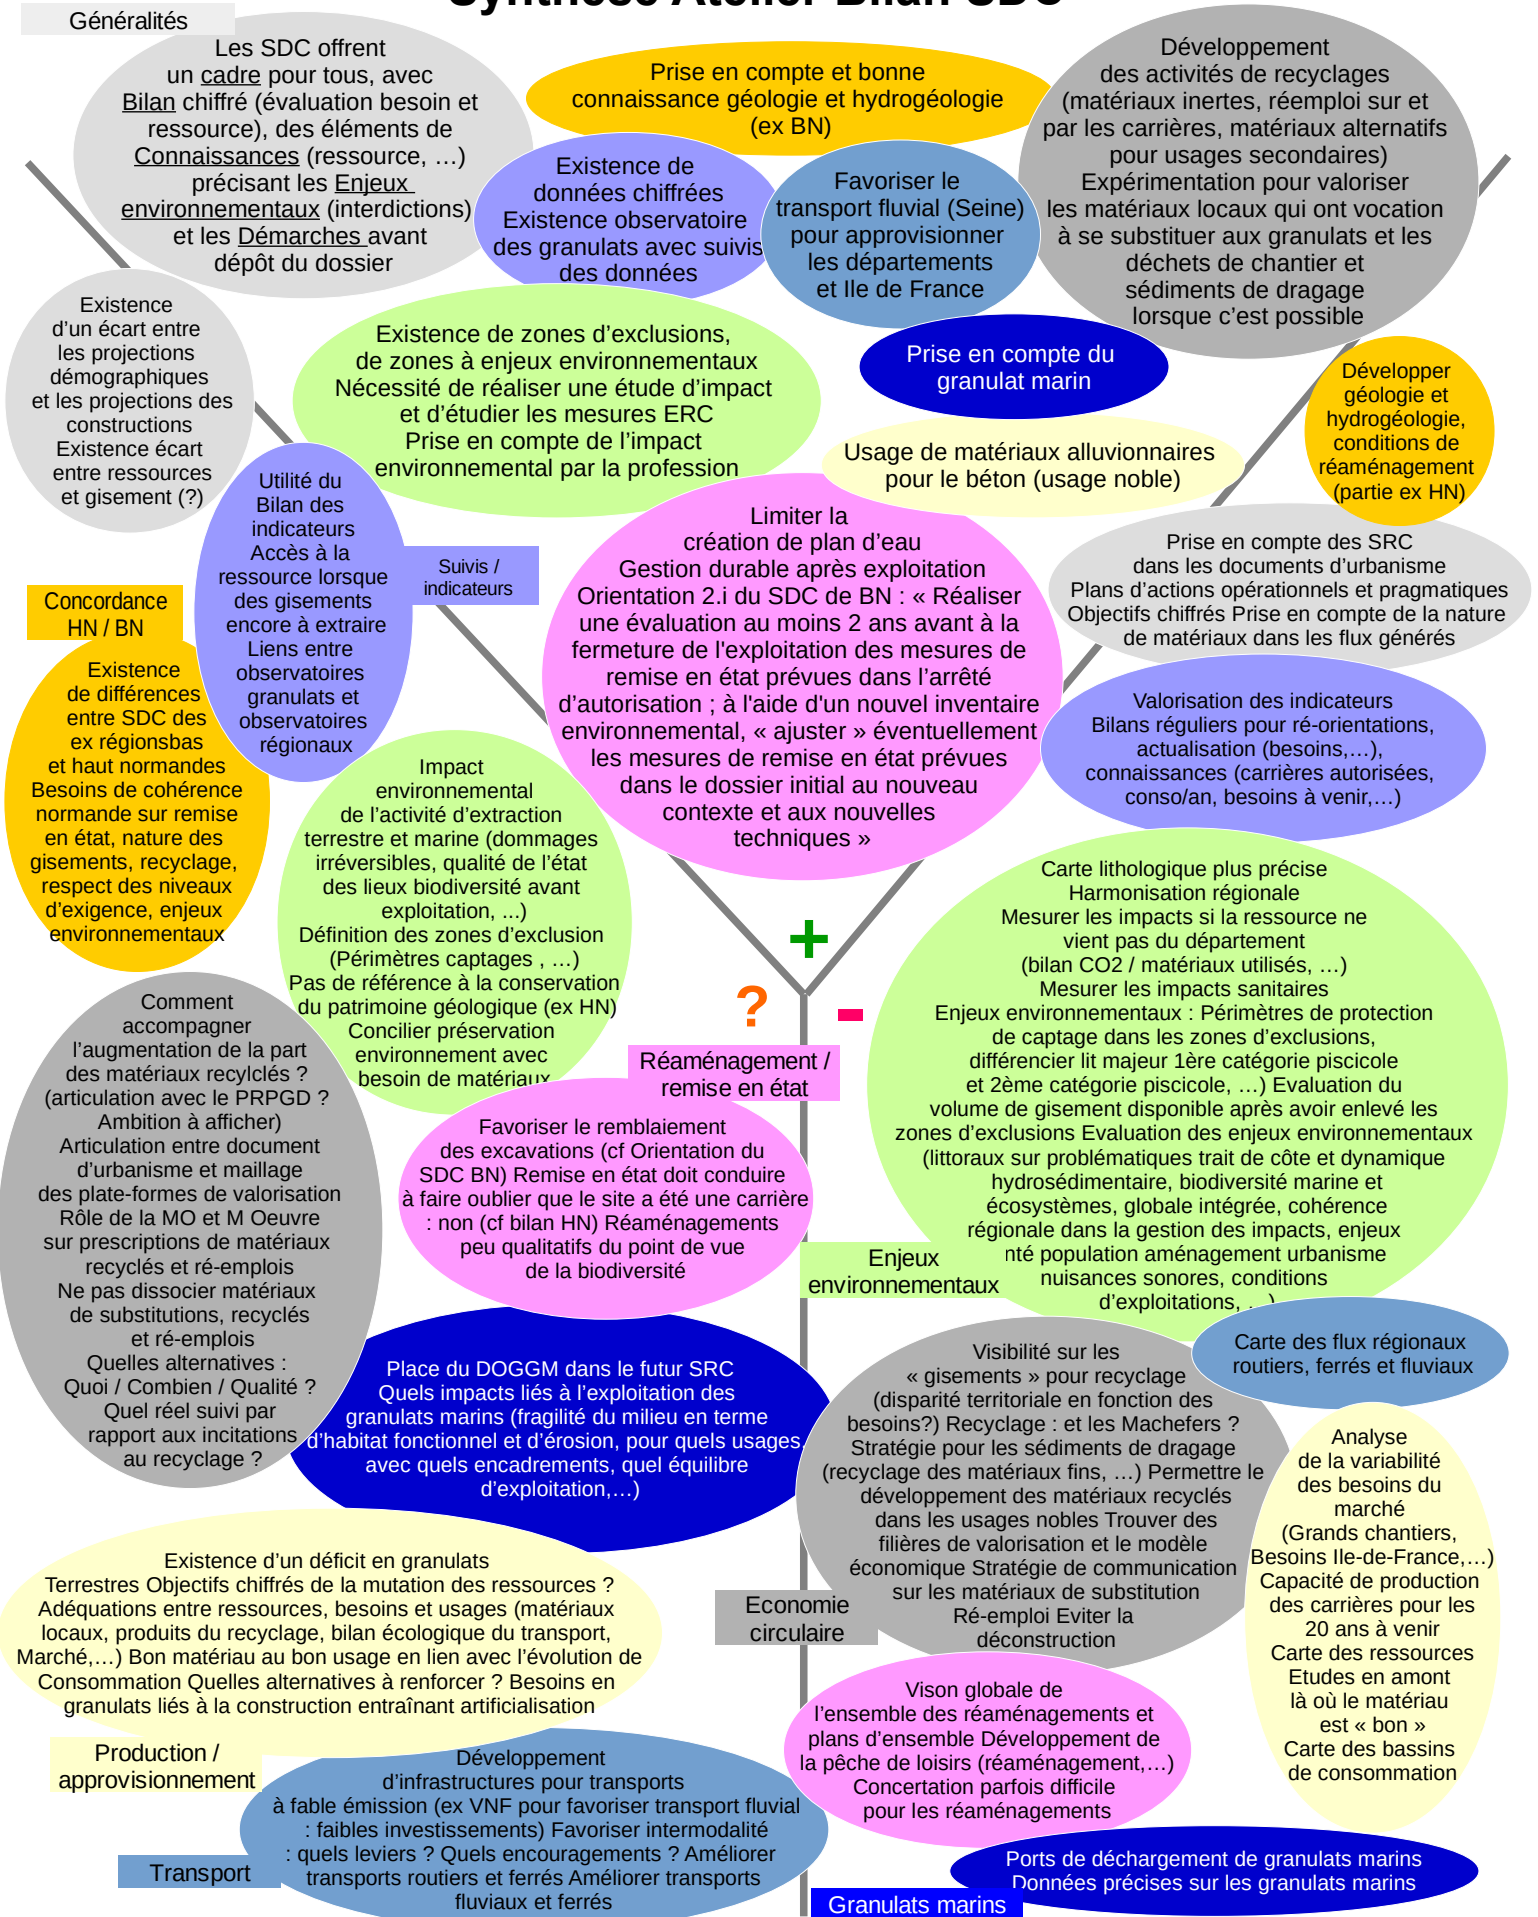 Synthèse Atelier Bilan SDC
Généralités
Les SDC offrent
un cadre pour tous, avec
Bilan chiffré (évaluation besoin et
ressource), des éléments de
Connaissances (ressource, …)
précisant les Enjeux
environnementaux (interdictions)
et les Démarches avant
dépôt du dossier
Prise en compte et bonne
connaissance géologie et hydrogéologie
(ex BN)
Développement
des activités de recyclages
(matériaux inertes, réemploi sur et
par les carrières, matériaux alternatifs
pour usages secondaires)
Expérimentation pour valoriser
les matériaux locaux qui ont vocation
à se substituer aux granulats et les
déchets de chantier et
sédiments de dragage
lorsque c'est possible
Existence de
données chiffrées
Existence observatoire
des granulats avec suivis
des données
Favoriser le
transport fluvial (Seine)
pour approvisionner
les départements
et Ile de France
Existence
d’un écart entre
les projections
démographiques
et les projections des
constructions
Existence écart
entre ressources
et gisement (?)
Existence de zones d’exclusions,
de zones à enjeux environnementaux
Nécessité de réaliser une étude d’impact
et d’étudier les mesures ERC
Prise en compte de l’impact
environnemental par la profession
Prise en compte du
granulat marin
Développer
géologie et
hydrogéologie,
conditions de
réaménagement
(partie ex HN)
Usage de matériaux alluvionnaires
pour le béton (usage noble)
Utilité du
Bilan des
indicateurs
Accès à la
ressource lorsque
des gisements
encore à extraire
Liens entre
observatoires
granulats et
observatoires
régionaux
Suivis /
indicateurs
Limiter la
création de plan d’eau
Gestion durable après exploitation
Orientation 2.i du SDC de BN : « Réaliser
une évaluation au moins 2 ans avant à la
fermeture de l'exploitation des mesures de
remise en état prévues dans l’arrêté
d’autorisation ; à l'aide d'un nouvel inventaire
environnemental, « ajuster » éventuellement
les mesures de remise en état prévues
dans le dossier initial au nouveau
contexte et aux nouvelles
techniques »
Prise en compte des SRC
dans les documents d’urbanisme
Plans d’actions opérationnels et pragmatiques
Objectifs chiffrés Prise en compte de la nature
de matériaux dans les flux générés
Concordance
HN / BN
Existence
de différences
entre SDC des
ex régionsbas
et haut normandes
Besoins de cohérence
normande sur remise
en état, nature des
gisements, recyclage,
respect des niveaux
d’exigence, enjeux
environnementaux
Valorisation des indicateurs
Bilans réguliers pour ré-orientations,
actualisation (besoins,…),
connaissances (carrières autorisées,
conso/an, besoins à venir,…)
Impact
environnemental
de l’activité d’extraction
terrestre et marine (dommages
irréversibles, qualité de l’état
des lieux biodiversité avant
exploitation, ...)
Définition des zones d’exclusion
(Périmètres captages , …)
Pas de référence à la conservation
du patrimoine géologique (ex HN)
Concilier préservation
environnement avec
besoin de matériaux
Carte lithologique plus précise
Harmonisation régionale
Mesurer les impacts si la ressource ne
vient pas du département
(bilan CO2 / matériaux utilisés, …)
Mesurer les impacts sanitaires
Enjeux environnementaux : Périmètres de protection
de captage dans les zones d’exclusions,
différencier lit majeur 1ère catégorie piscicole
et 2ème catégorie piscicole, …) Evaluation du
volume de gisement disponible après avoir enlevé les
zones d’exclusions Evaluation des enjeux environnementaux
(littoraux sur problématiques trait de côte et dynamique
hydrosédimentaire, biodiversité marine et
écosystèmes, globale intégrée, cohérence
régionale dans la gestion des impacts, enjeux
nté population aménagement urbanisme
nuisances sonores, conditions
d’exploitations, …)
+
?
-
Comment
accompagner
l’augmentation de la part
des matériaux recylclés ?
(articulation avec le PRPGD ?
Ambition à afficher)
Articulation entre document
d’urbanisme et maillage
des plate-formes de valorisation
Rôle de la MO et M Oeuvre
sur prescriptions de matériaux
recyclés et ré-emplois
Ne pas dissocier matériaux
de substitutions, recyclés
et ré-emplois
Quelles alternatives :
Quoi / Combien / Qualité ?
Quel réel suivi par
rapport aux incitations
au recyclage ?
Réaménagement /
remise en état
Favoriser le remblaiement
des excavations (cf Orientation du
SDC BN) Remise en état doit conduire
à faire oublier que le site a été une carrière
: non (cf bilan HN) Réaménagements
peu qualitatifs du point de vue
de la biodiversité
Enjeux
environnementaux
Place du DOGGM dans le futur SRC
Quels impacts liés à l’exploitation des
granulats marins (fragilité du milieu en terme
d’habitat fonctionnel et d’érosion, pour quels usages,
avec quels encadrements, quel équilibre
d’exploitation,…)
Visibilité sur les
« gisements » pour recyclage
(disparité territoriale en fonction des
besoins?) Recyclage : et les Machefers ?
Stratégie pour les sédiments de dragage
(recyclage des matériaux fins, …) Permettre le
développement des matériaux recyclés
dans les usages nobles Trouver des
filières de valorisation et le modèle
économique Stratégie de communication
sur les matériaux de substitution
Ré-emploi Eviter la
déconstruction
Carte des flux régionaux
routiers, ferrés et fluviaux
Analyse
de la variabilité
des besoins du
marché
(Grands chantiers,
Besoins Ile-de-France,…)
Capacité de production
des carrières pour les
20 ans à venir
Carte des ressources
Etudes en amont
là où le matériau
est « bon »
Carte des bassins
de consommation
Existence d’un déficit en granulats
Terrestres Objectifs chiffrés de la mutation des ressources ?
Adéquations entre ressources, besoins et usages (matériaux
locaux, produits du recyclage, bilan écologique du transport,
Marché,…) Bon matériau au bon usage en lien avec l’évolution de
Consommation Quelles alternatives à renforcer ? Besoins en
granulats liés à la construction entraînant artificialisation
Economie
circulaire
Production /
approvisionnement
Vison globale de
l’ensemble des réaménagements et
plans d’ensemble Développement de
la pêche de loisirs (réaménagement,…)
Concertation parfois difficile
pour les réaménagements
Développement
d’infrastructures pour transports
à fable émission (ex VNF pour favoriser transport fluvial
: faibles investissements) Favoriser intermodalité
: quels leviers ? Quels encouragements ? Améliorer
transports routiers et ferrés Améliorer transports
fluviaux et ferrés
Transport
Ports de déchargement de granulats marins
Données précises sur les granulats marins
Granulats marins